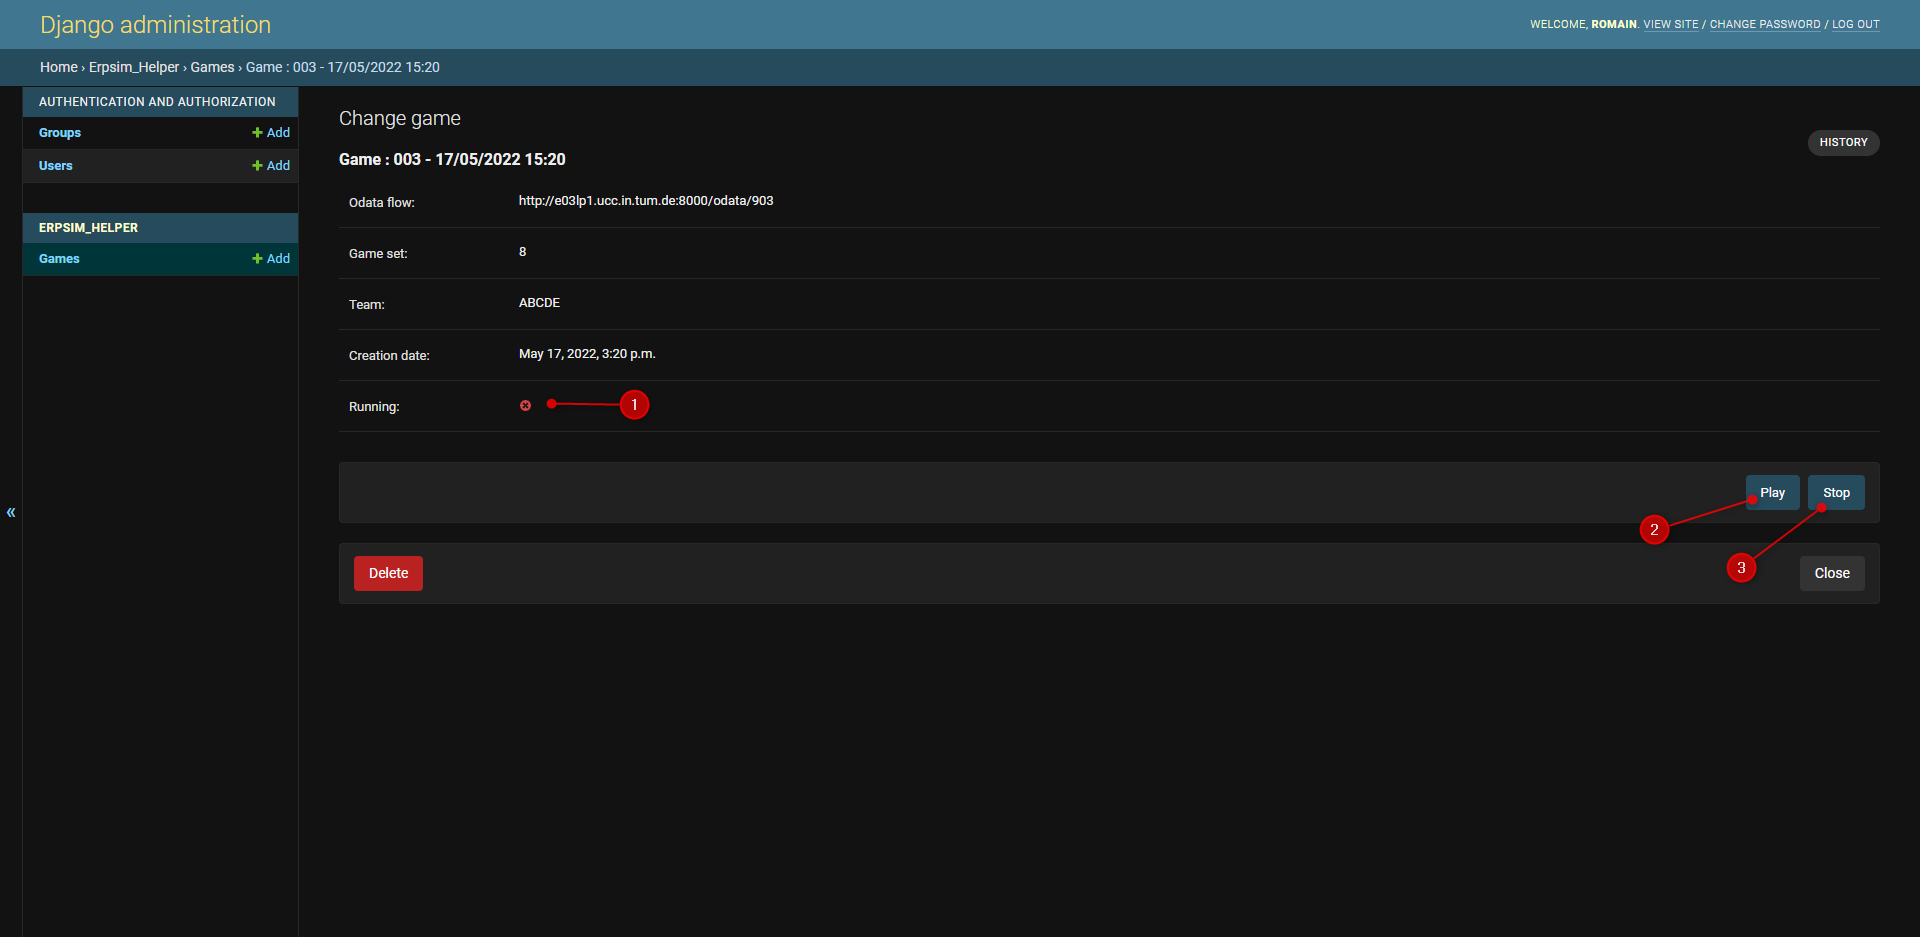 Django administration
WELCOME, ROMAIN. VIEW SITE / CHANGE PASSWORD / LOG OUT
Home › Erpsim_Helper › Games › Game : 003 - 17/05/2022 15:20
AUTHENTICATION AND AUTHORIZATION
Groups + Add
Users + Add
ERPSIM_HELPER
Games + Add
«
Change game
HISTORY
Game : 003 - 17/05/2022 15:20
Odata flow: http://e03lp1.ucc.in.tum.de:8000/odata/903
Game set: 8
Team: ABCDE
Creation date: May 17, 2022, 3:20 p.m.
Running: 1
Play Stop
2
3
Delete Close